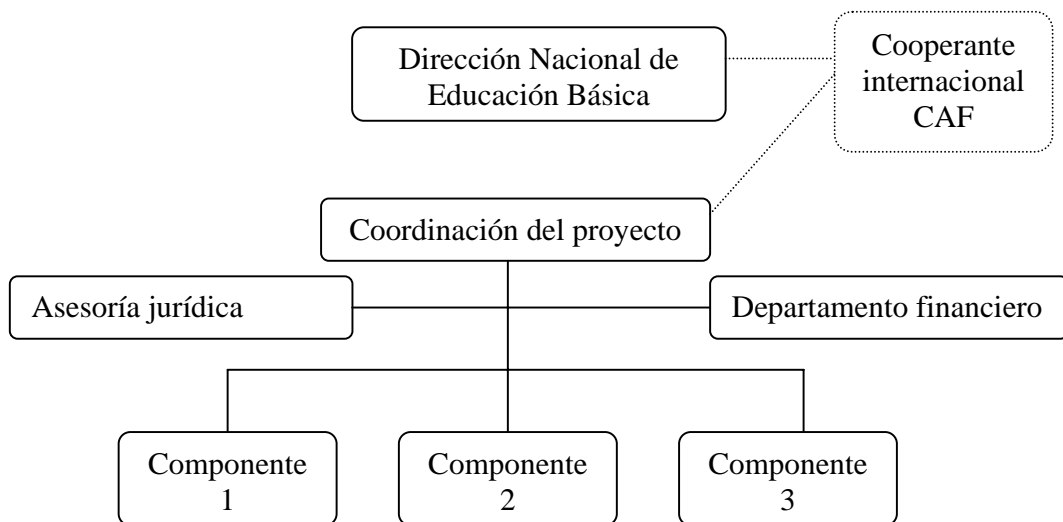 Dirección Nacional de
Educación Básica
Cooperante
internacional
CAF
Coordinación del proyecto
Asesoría jurídica
Departamento financiero
Componente
1
Componente
2
Componente
3